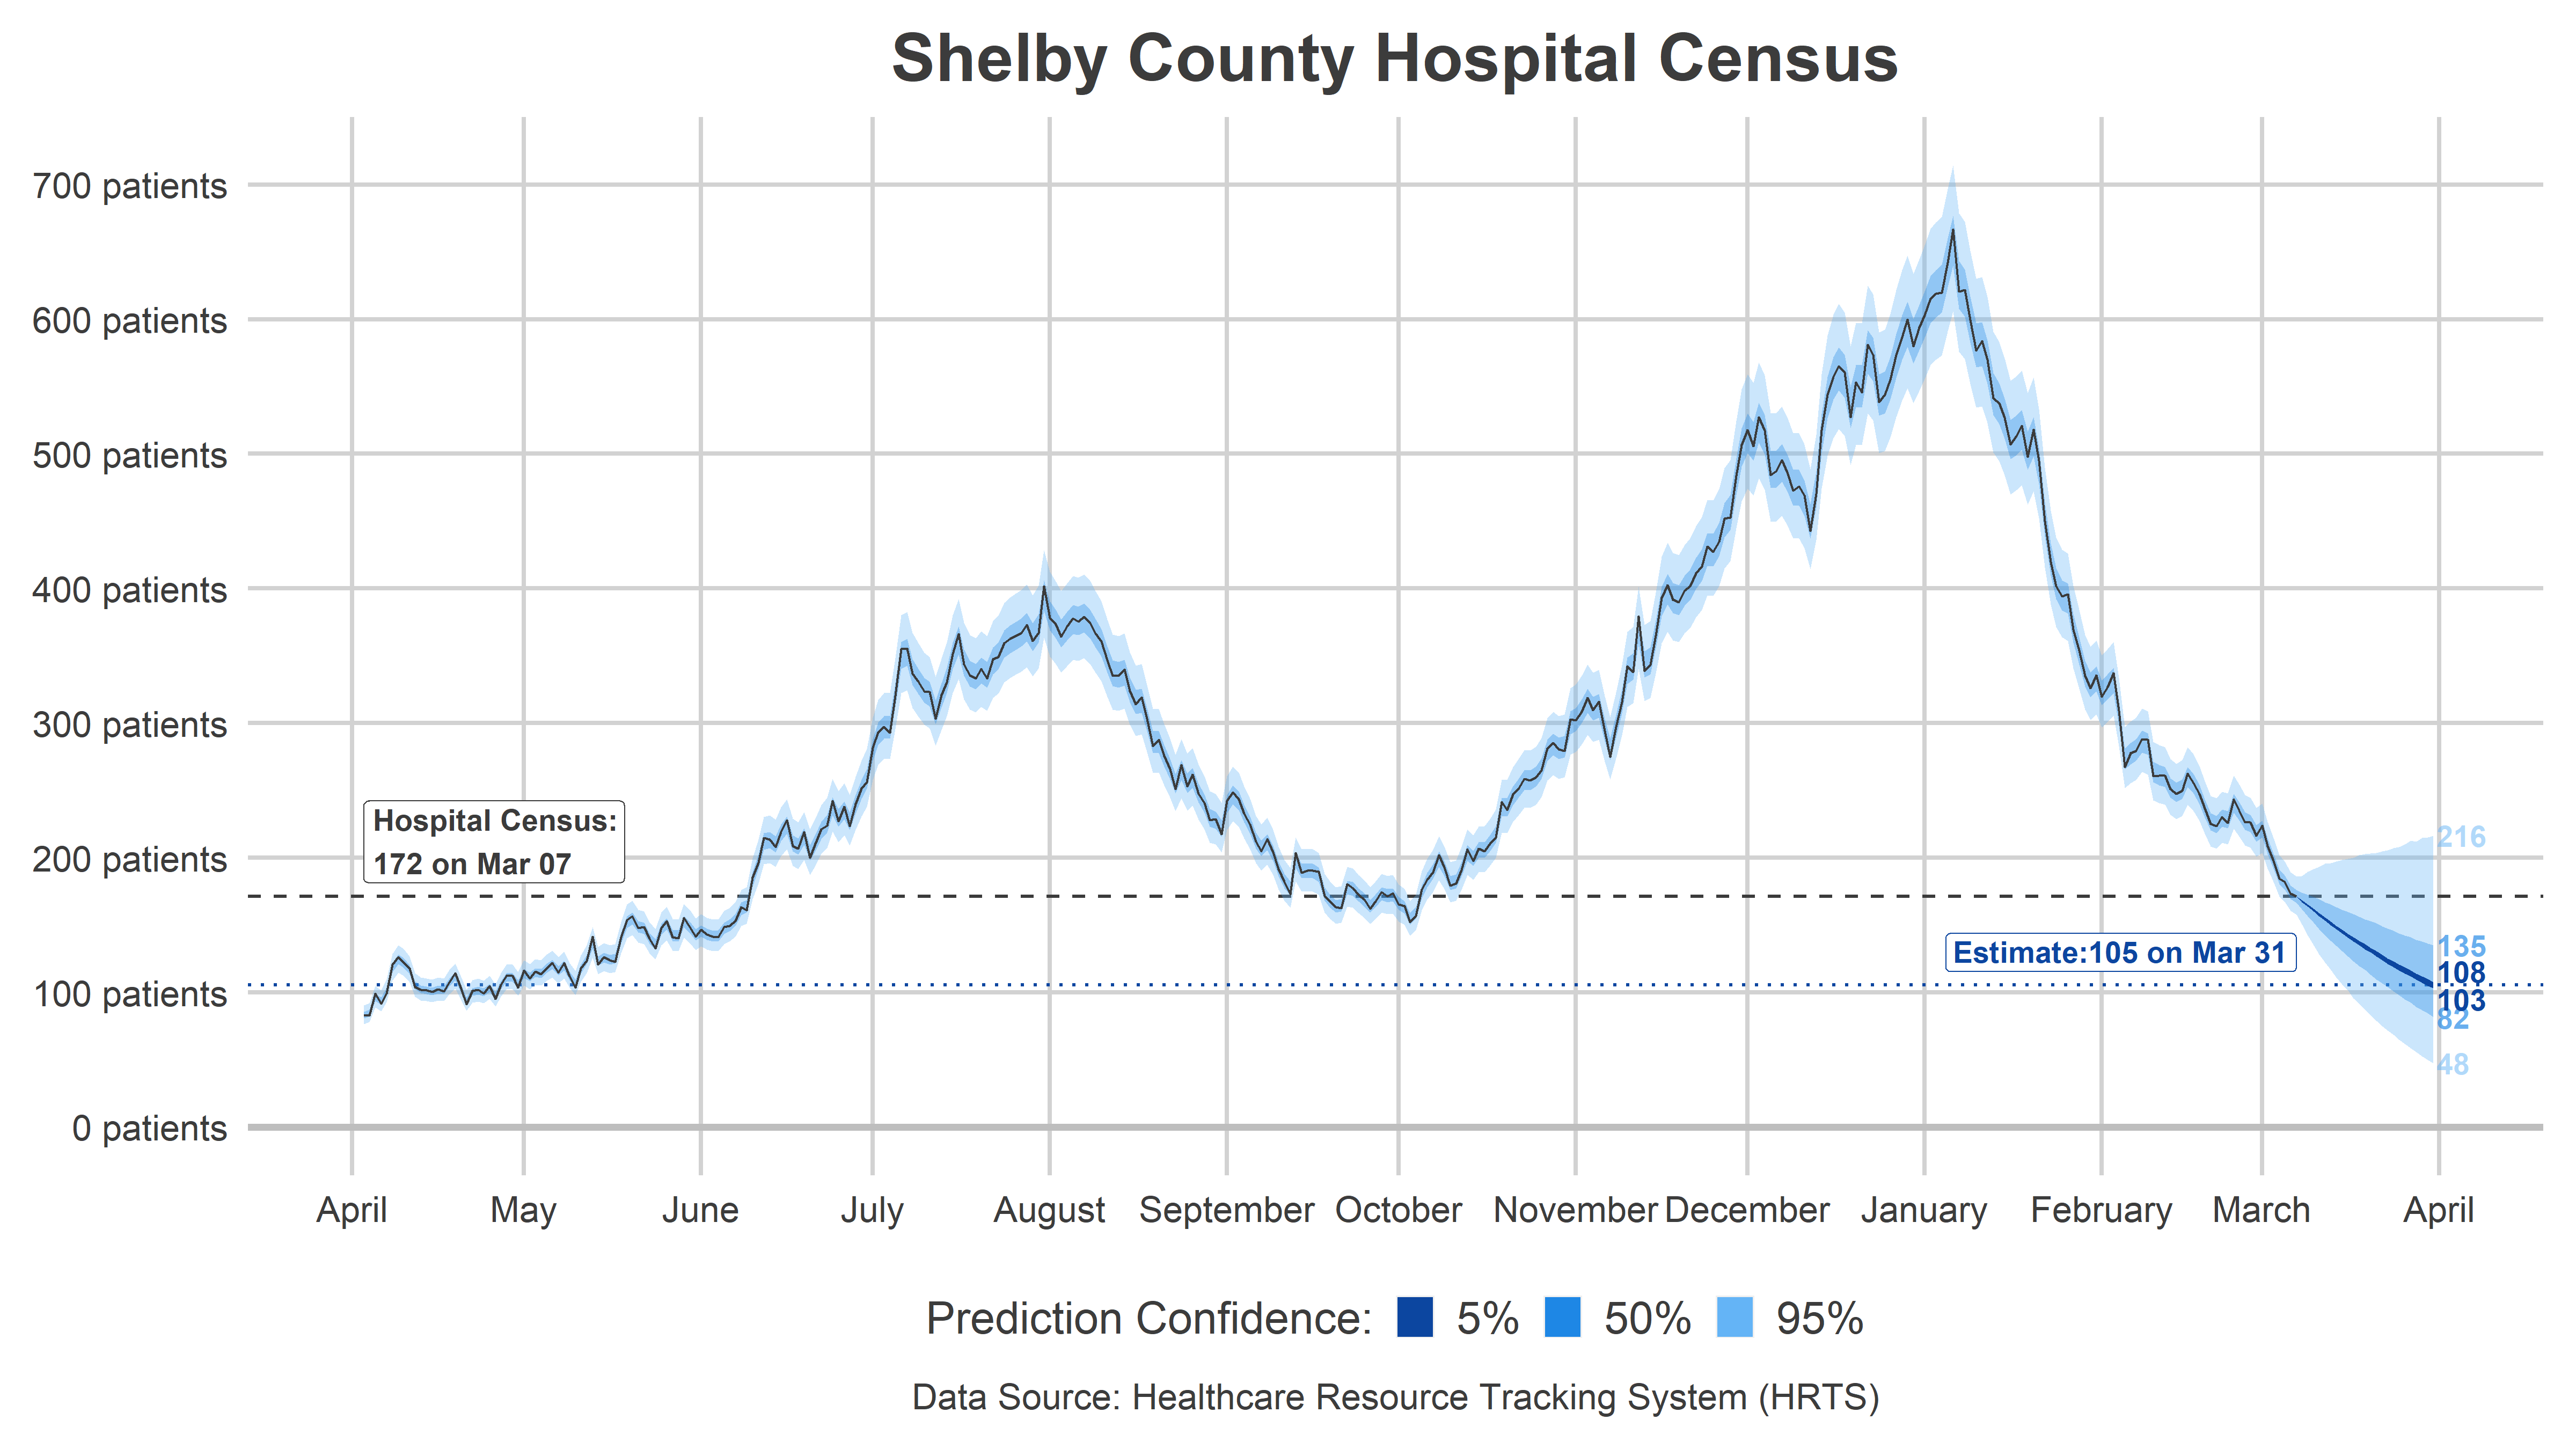 Shelby County Hospital Census
700 patients
600 patients
500 patients
400 patients
300 patients
200 patients
100 patients
0 patients
Hospital Census:
172 on Mar 07
Estimate:105 on Mar 31
216
135
108
103
82
48
April May June July August September October November December January February March April
Prediction Confidence: 5% 50% 95%
Data Source: Healthcare Resource Tracking System (HRTS)